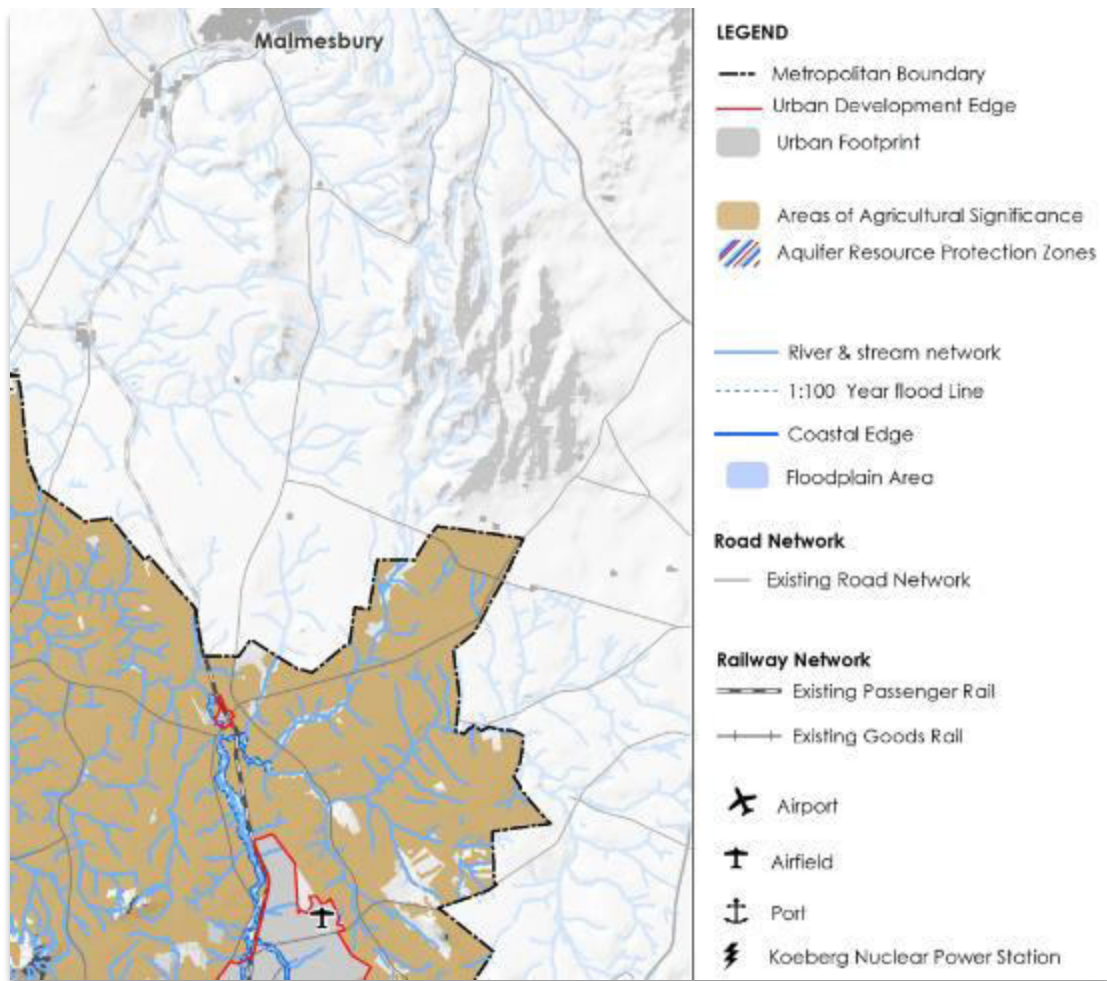 Malmesbury
LEGEND
Metropolitan Boundary
Urban Development Edge
Urban Footprint
Areas of Agricultural Significance
Aquifer Resource Protection Zones
River & stream network
1:100 Year flood Line
Coastal Edge
Floodplain Area
Road Network
Existing Road Network
Railway Network
Existing Passenger Rail
Existing Goods Rail
Airport
Airfield
Port
Koeberg Nuclear Power Station